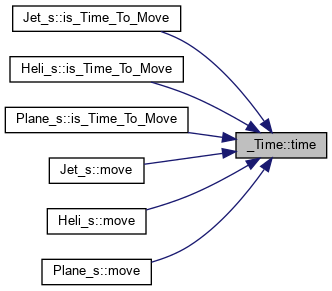 Jet_s::is_Time_To_Move
Heli_s::is_Time_To_Move
Plane_s::is_Time_To_Move
_Time::time
Jet_s::move
Heli_s::move
Plane_s::move